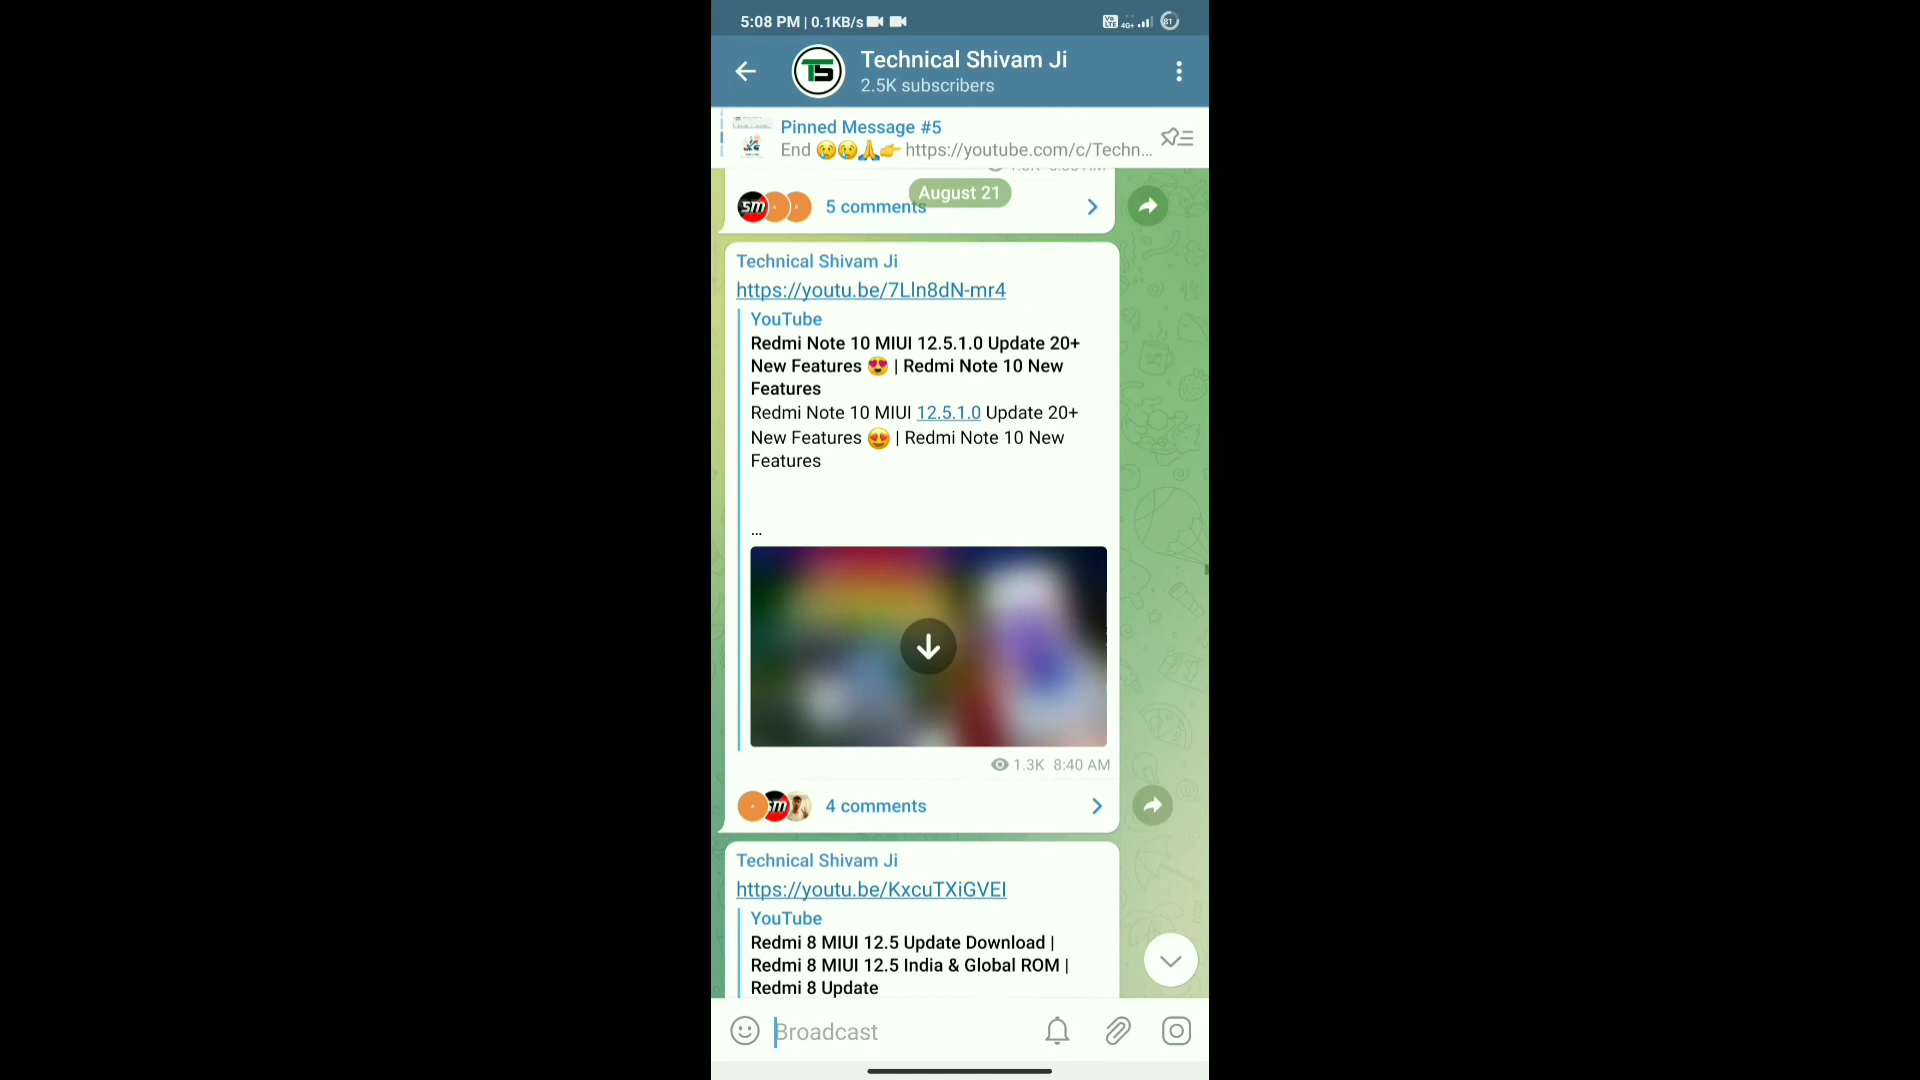 5:08 PM | 0.1KB/s
Vo LTE 4G+ 81
Technical Shivam Ji
2.5K subscribers
Pinned Message #5
End 😢😢🙏👉 https://youtube.com/c/Techn...
August 21
5 comments
Technical Shivam Ji
https://youtu.be/7Lln8dN-mr4
YouTube
Redmi Note 10 MIUI 12.5.1.0 Update 20+
New Features 😍 | Redmi Note 10 New
Features
Redmi Note 10 MIUI 12.5.1.0 Update 20+
New Features 😍 | Redmi Note 10 New
Features
...
1.3K 8:40 AM
4 comments
Technical Shivam Ji
https://youtu.be/KxcuTXiGVEI
YouTube
Redmi 8 MIUI 12.5 Update Download |
Redmi 8 MIUI 12.5 India & Global ROM |
Redmi 8 Update
Broadcast